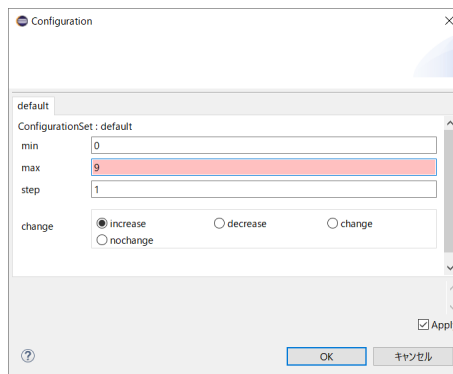 Configuration
default
ConfigurationSet : default
min 0
max 9
step 1
change increase decrease change
nochange
Appl
OK キャンセル